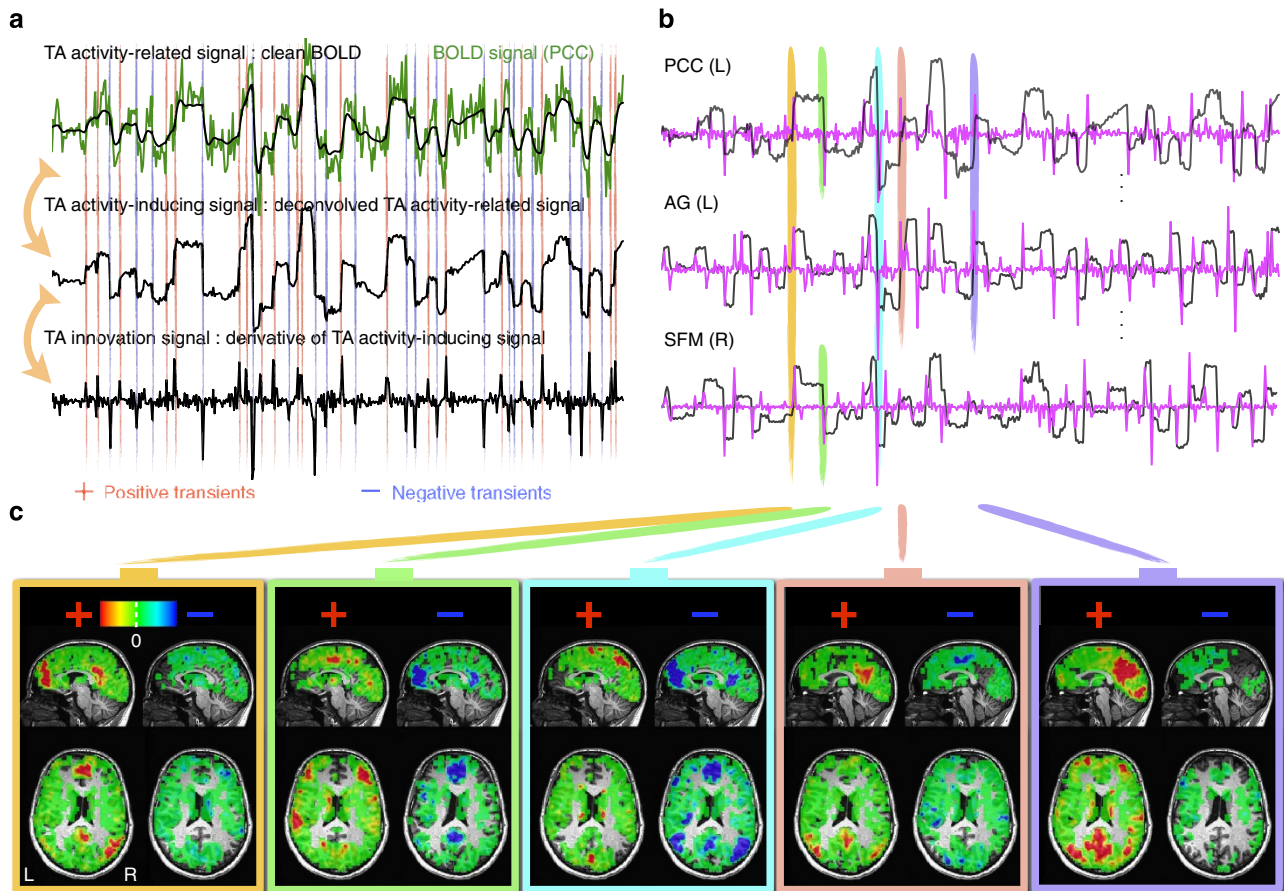 a
TA activity-related signal : clean BOLD
BOLD signal (PCC)
TA activity-inducing signal : deconvolved TA activity-related signal
TA innovation signal : derivative of TA activity-inducing signal
+ Positive transients
− Negative transients
b
PCC (L)
AG (L)
SFM (R)
c
+ −
0
L R
+ −
+ −
+ −
+ −